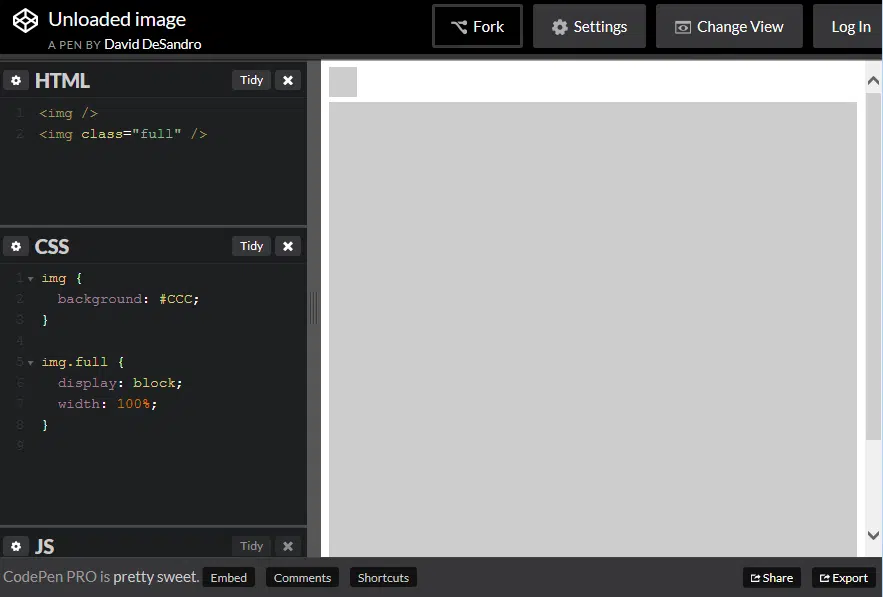 Unloaded image
A PEN BY David DeSandro
Fork
Settings
Change View
Log In
HTML
Tidy
1 <img />
2 <img class="full" />
CSS
Tidy
1 img {
2 background: #CCC;
3 }
4
5 img.full {
6 display: block;
7 width: 100%;
8 }
9
JS
Tidy
CodePen PRO is pretty sweet.
Embed
Comments
Shortcuts
Share
Export